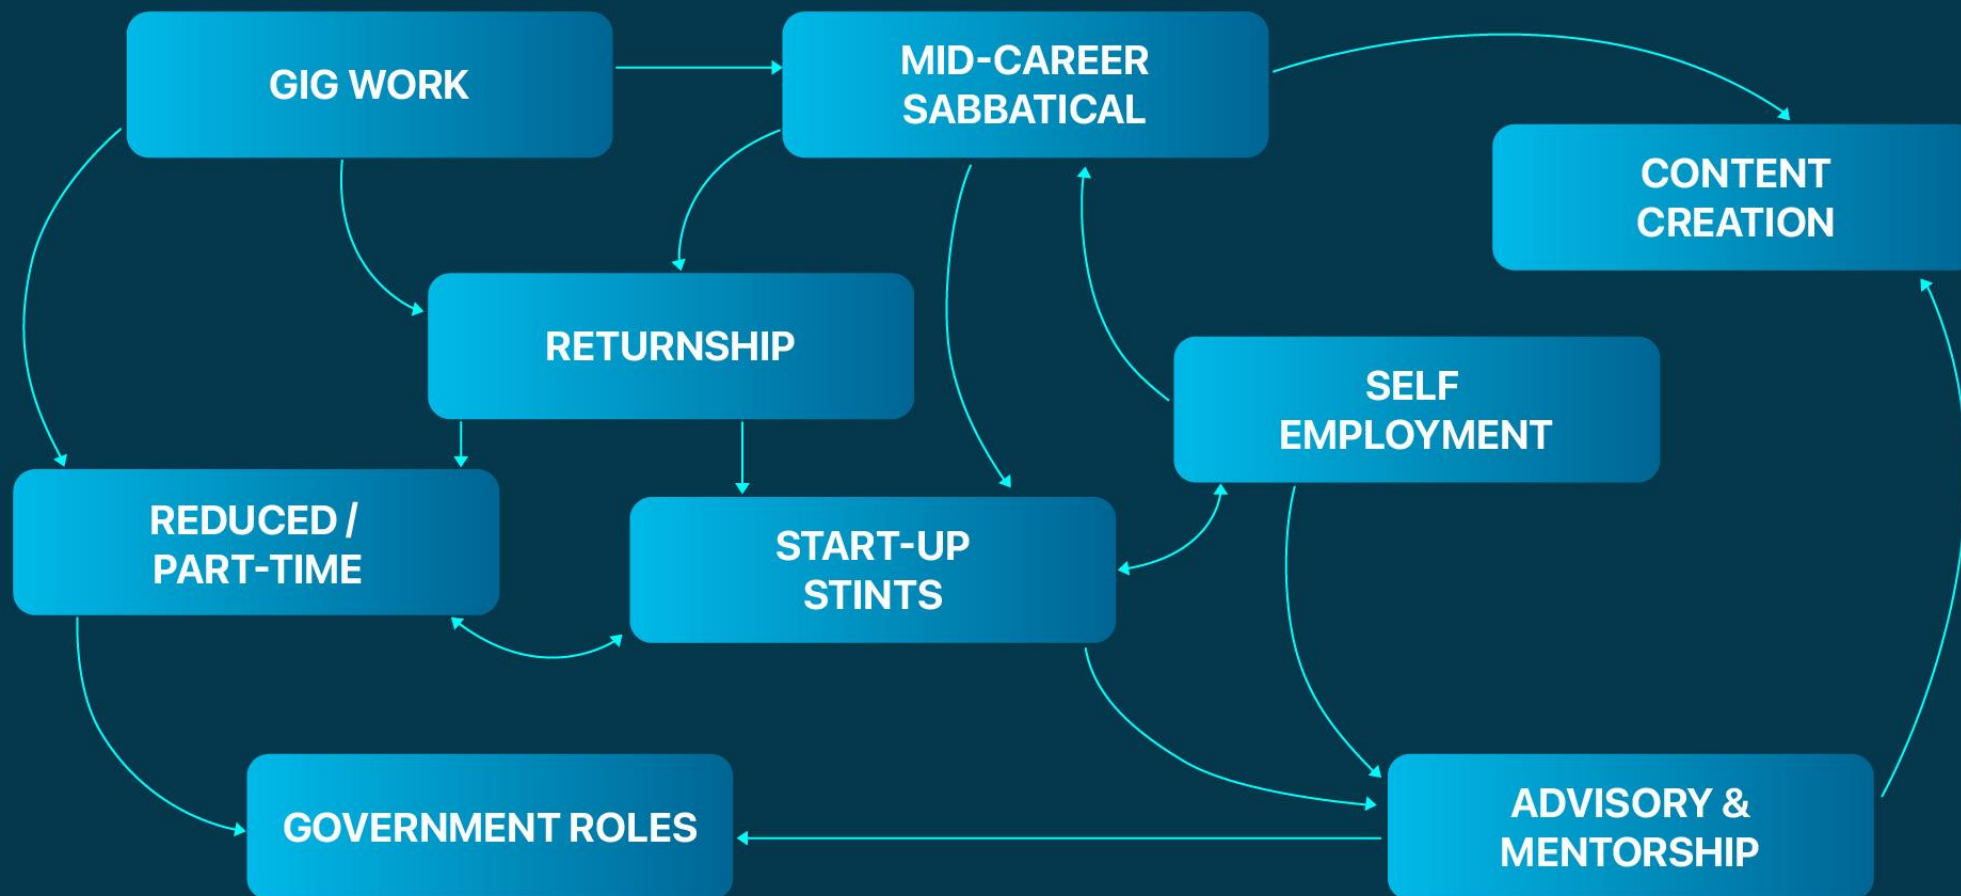 GIG WORK
MID-CAREER
SABBATICAL
CONTENT
CREATION
RETURNSHIP
SELF
EMPLOYMENT
REDUCED /
PART-TIME
START-UP
STINTS
GOVERNMENT ROLES
ADVISORY &
MENTORSHIP